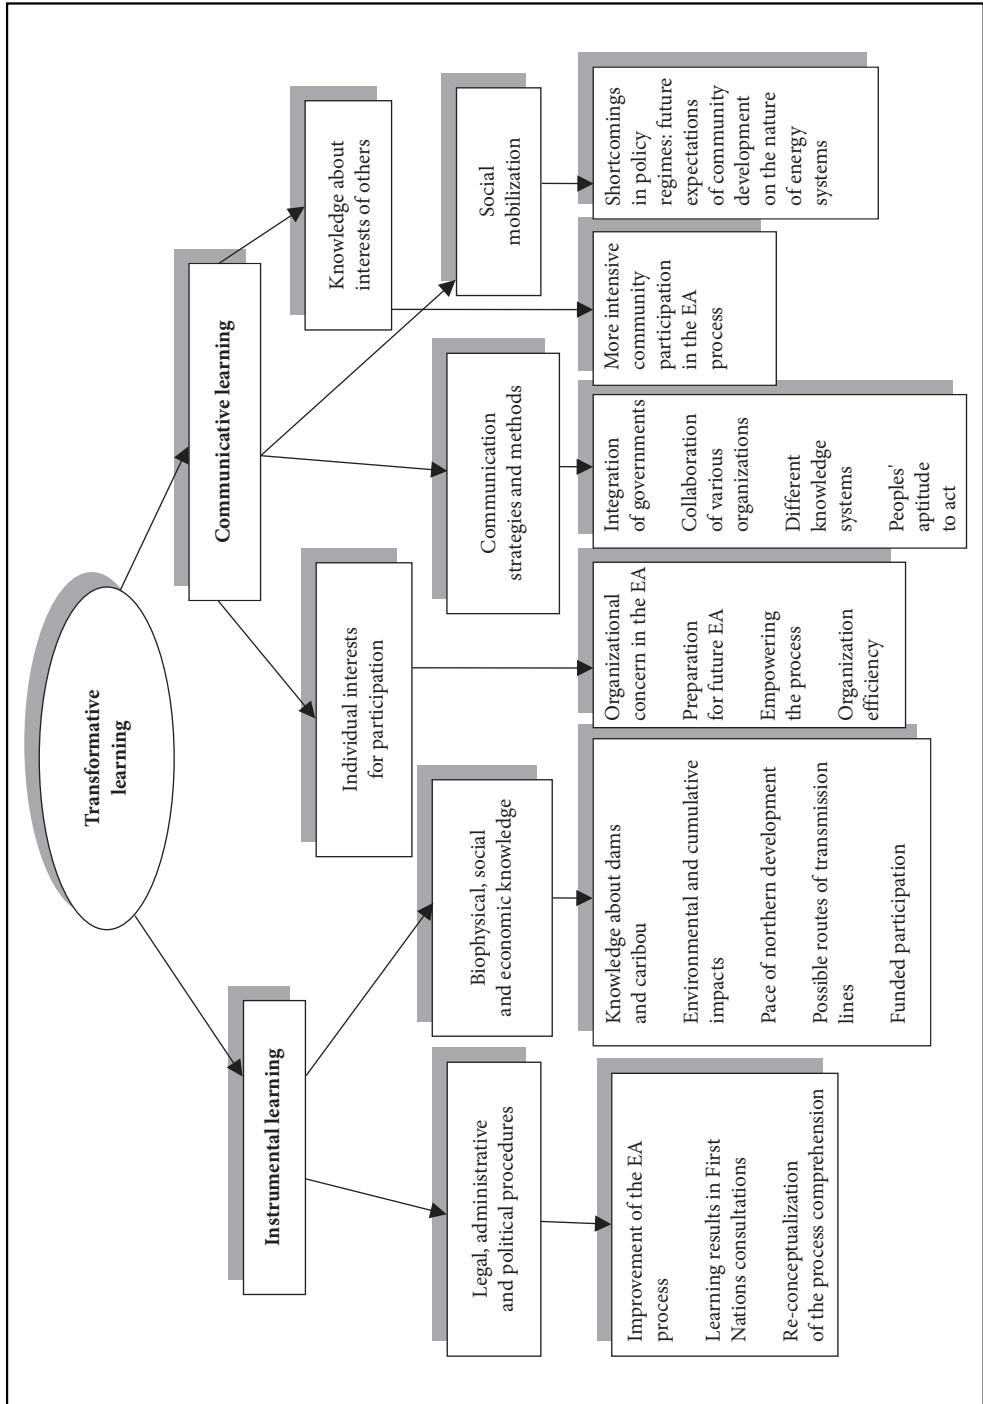 Transformative
learning
Instrumental learning
Communicative learning
Legal, administrative
and political procedures
Biophysical, social
and economic knowledge
Individual interests
for participation
Communication
strategies and methods
Knowledge about
interests of others
Social
mobilization
Improvement of the EA
process
Learning results in First
Nations consultations
Re-conceptualization
of the process comprehension
Knowledge about dams
and caribou
Environmental and cumulative
impacts
Pace of northern development
Possible routes of transmission
lines
Funded participation
Organizational
concern in the EA
Preparation
for future EA
Empowering
the process
Organization
efficiency
Integration
of governments
Collaboration
of various
organizations
Different
knowledge
systems
Peoples'
aptitude
to act
More intensive
community
participation
in the EA
process
Shortcomings
in policy
regimes: future
expectations
of community
development
on the nature
of energy
systems